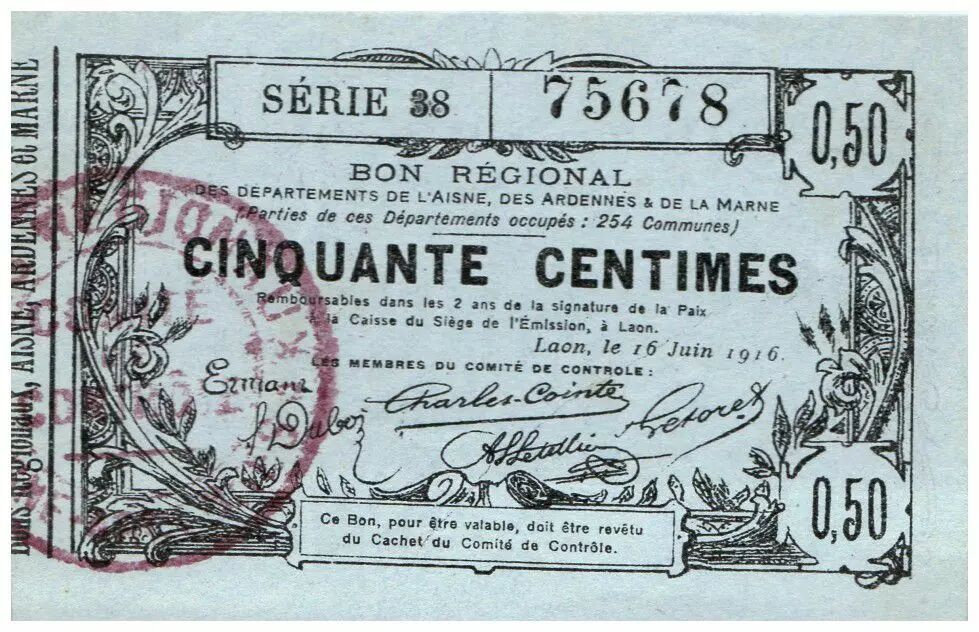 SÉRIE 38
75678
0,50
BON RÉGIONAL
DES DÉPARTEMENTS DE L'AISNE, DES ARDENNES & DE LA MARNE
(Parties de ces Départements occupés : 254 Communes)
CINQUANTE CENTIMES
Remboursables dans les 2 ans de la signature de la Paix
à la Caisse du Siège de l'Émission, à Laon.
Laon, le 16 Juin 1916.
LES MEMBRES DU COMITÉ DE CONTROLE :
Ermant
Charles-Cointe
0,50
Ce Bon, pour être valable, doit être revêtu
du Cachet du Comité de Contrôle.
Bons régionaux, AISNE, ARDENNES et MARNE